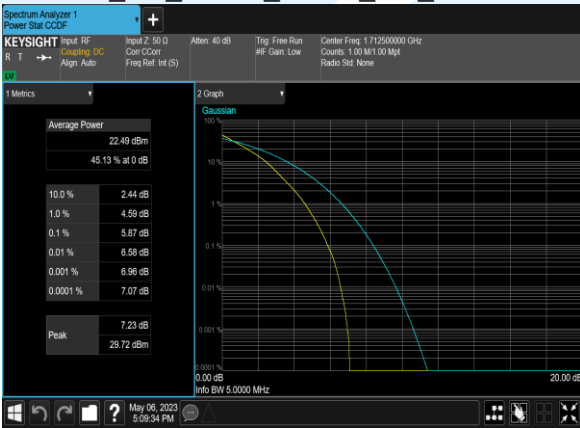 Spectrum Analyzer 1
Power Stat CCDF
KEYSIGHT
R T
LXI
Input: RF
Coupling: DC
Align: Auto
Input Z: 50 Ω
Corr CCorr
Freq Ref: Int (S)
Atten: 40 dB
Trig: Free Run
#IF Gain: Low
Center Freq: 1.712500000 GHz
Counts: 1.00 M/1.00 Mpt
Radio Std: None
1 Metrics
Average Power
22.49 dBm
45.13 % at 0 dB
10.0 % 2.44 dB
1.0 % 4.59 dB
0.1 % 5.87 dB
0.01 % 6.58 dB
0.001 % 6.96 dB
0.0001 % 7.07 dB
Peak
7.23 dB
29.72 dBm
2 Graph
Gaussian
100 %
10 %
1 %
0.1 %
0.01 %
0.001 %
0.0001 %
0.00 dB
20.00 dB
Info BW 5.0000 MHz
?
May 06, 2023
5:09:34 PM